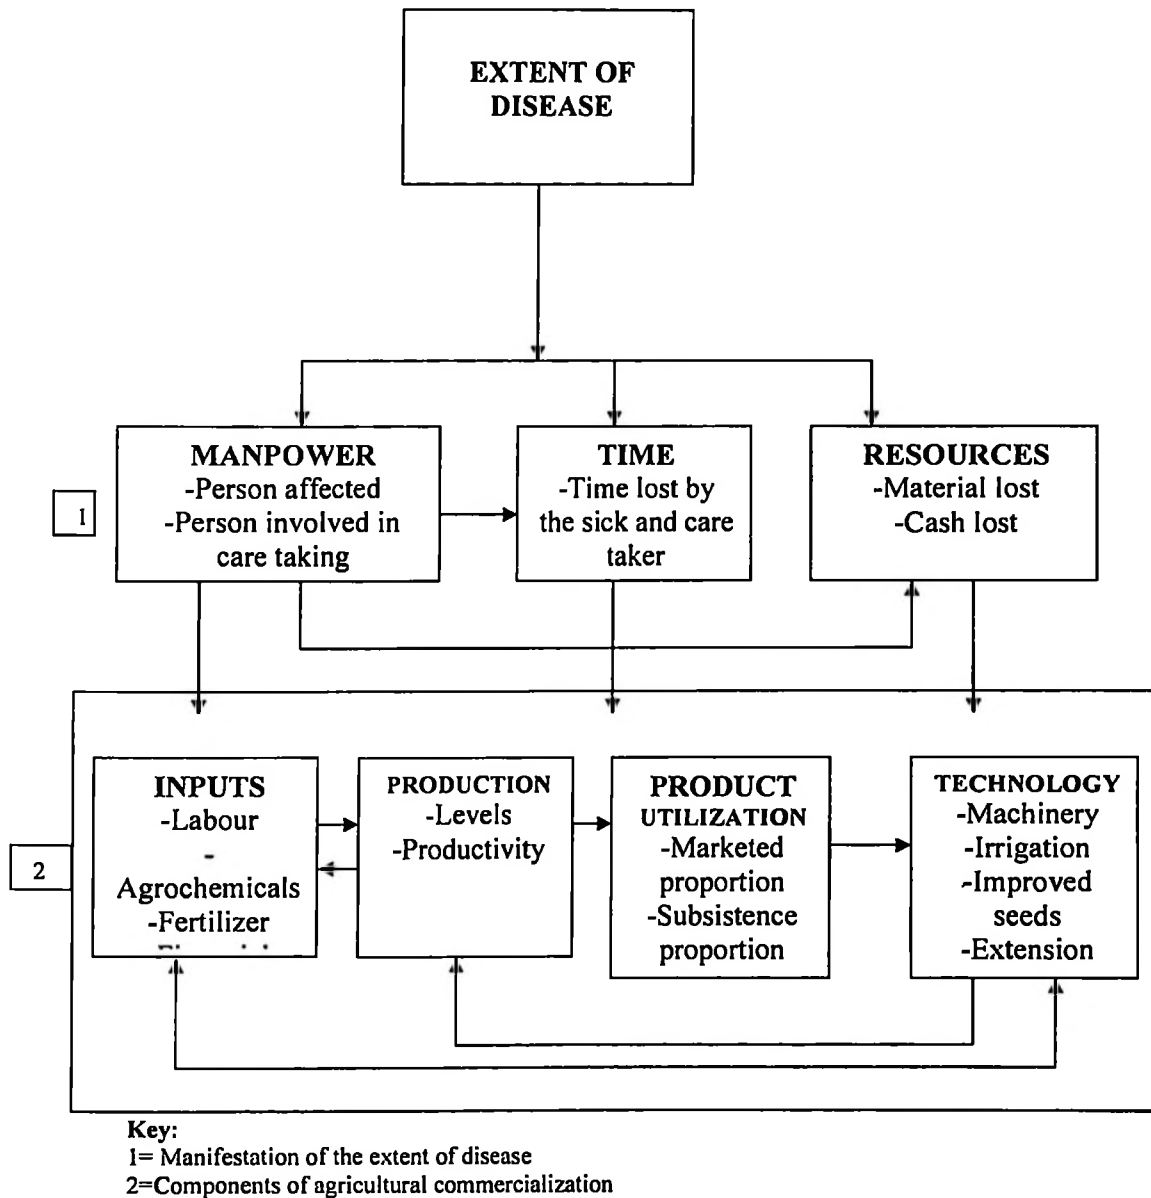 EXTENT OF
DISEASE
MANPOWER
-Person affected
-Person involved in
care taking
TIME
-Time lost by
the sick and care
taker
RESOURCES
-Material lost
-Cash lost
1
INPUTS
-Labour
-
Agrochemicals
-Fertilizer
PRODUCTION
-Levels
-Productivity
PRODUCT
UTILIZATION
-Marketed
proportion
-Subsistence
proportion
TECHNOLOGY
-Machinery
-Irrigation
-Improved
seeds
-Extension
2
Key:
1= Manifestation of the extent of disease
2=Components of agricultural commercialization